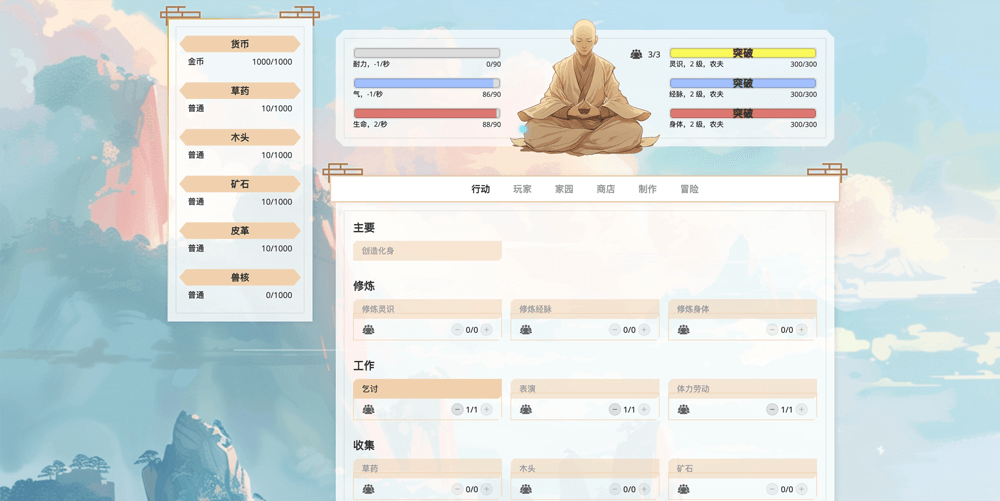 货币
金币 1000/1000
草药
普通 10/1000
木头
普通 10/1000
矿石
普通 10/1000
皮革
普通 10/1000
兽核
普通 0/1000
耐力，-1/秒 0/90
气，-1/秒 86/90
生命，2/秒 88/90
3/3
突破
灵识，2 级，农夫 300/300
突破
经脉，2 级，农夫 300/300
突破
身体，2 级，农夫 300/300
行动 玩家 家园 商店 制作 冒险
主要
创造化身
修炼
修炼灵识 修炼经脉 修炼身体
− 0/0 + − 0/0 + − 0/0 +
工作
乞讨 表演 体力劳动
− 1/1 + − 1/1 + − 1/1 +
收集
草药 木头 矿石
− 0/0 + − 0/0 + − 0/0 +